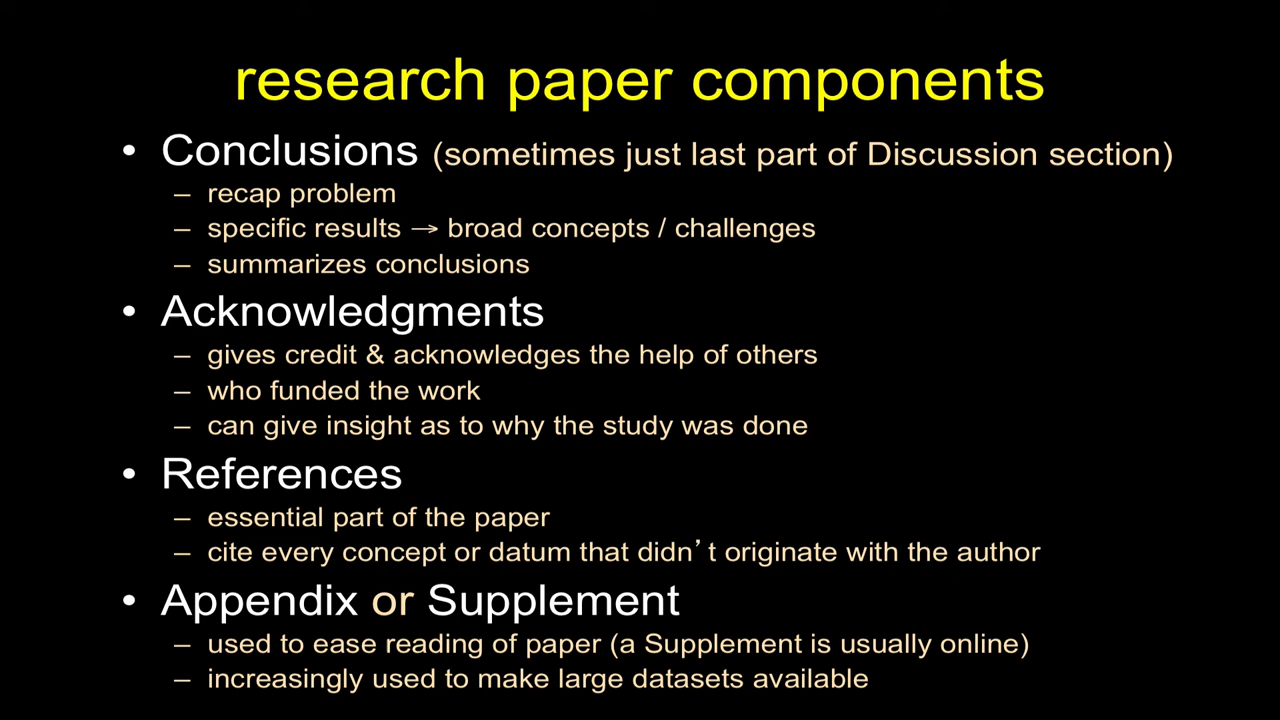 research paper components
• Conclusions (sometimes just last part of Discussion section)
– recap problem
– specific results → broad concepts / challenges
– summarizes conclusions
• Acknowledgments
– gives credit & acknowledges the help of others
– who funded the work
– can give insight as to why the study was done
• References
– essential part of the paper
– cite every concept or datum that didn’t originate with the author
• Appendix or Supplement
– used to ease reading of paper (a Supplement is usually online)
– increasingly used to make large datasets available